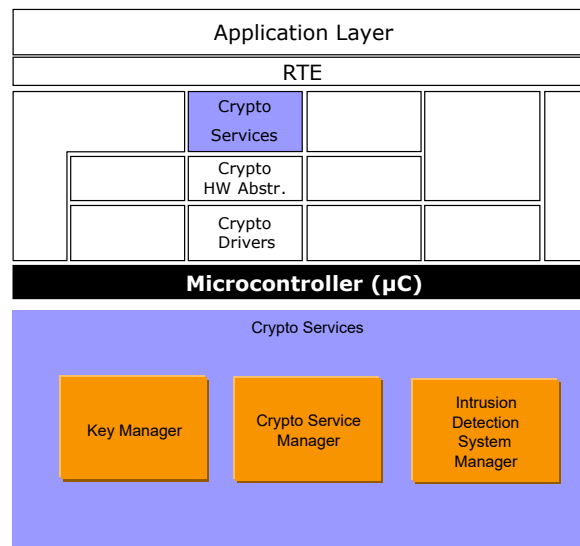 Application Layer
RTE
Crypto
Services
Crypto
HW Abstr.
Crypto
Drivers
Microcontroller (µC)
Crypto Services
Key Manager
Crypto Service
Manager
Intrusion
Detection
System
Manager